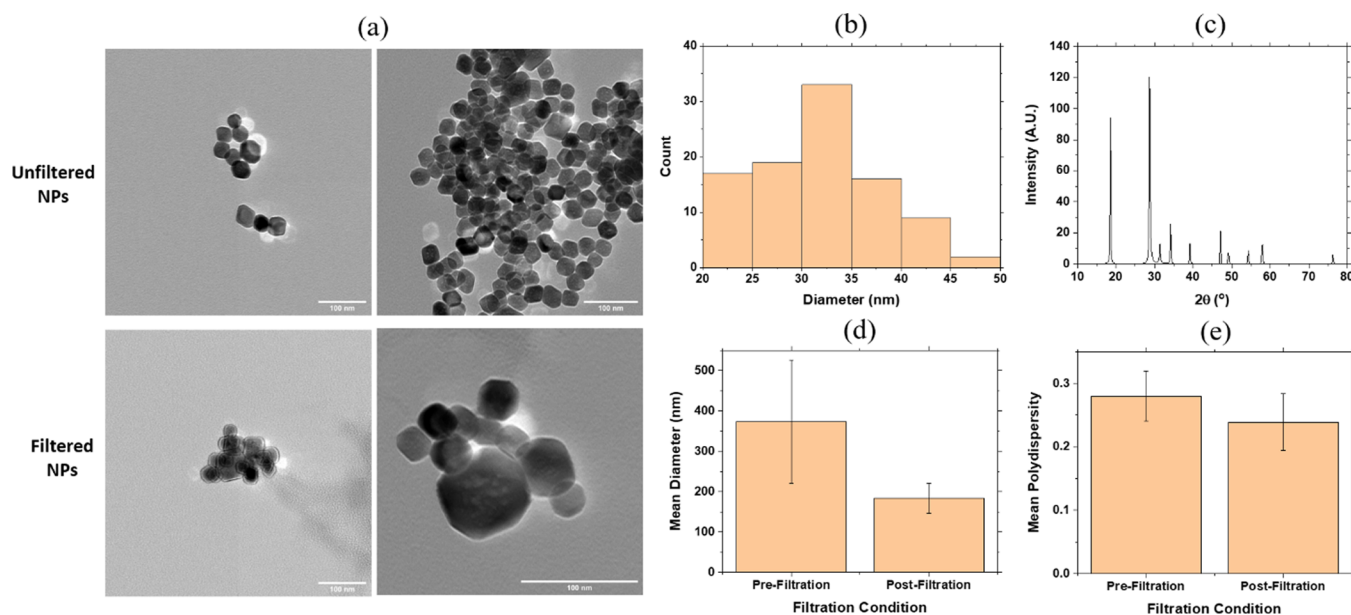 (a)
Unfiltered
NPs
100 nm
100 nm
Filtered
NPs
100 nm
100 nm
(b)
40
30
20
10
0
Count
20 25 30 35 40 45 50
Diameter (nm)
(c)
140
120
100
80
60
40
20
0
Intensity (A.U.)
10 20 30 40 50 60 70 80
2θ (º)
(d)
500
400
300
200
100
0
Mean Diameter (nm)
Pre-Filtration Post-Filtration
Filtration Condition
(e)
0.3
0.2
0.1
0.0
Mean Polydispersity
Pre-Filtration Post-Filtration
Filtration Condition